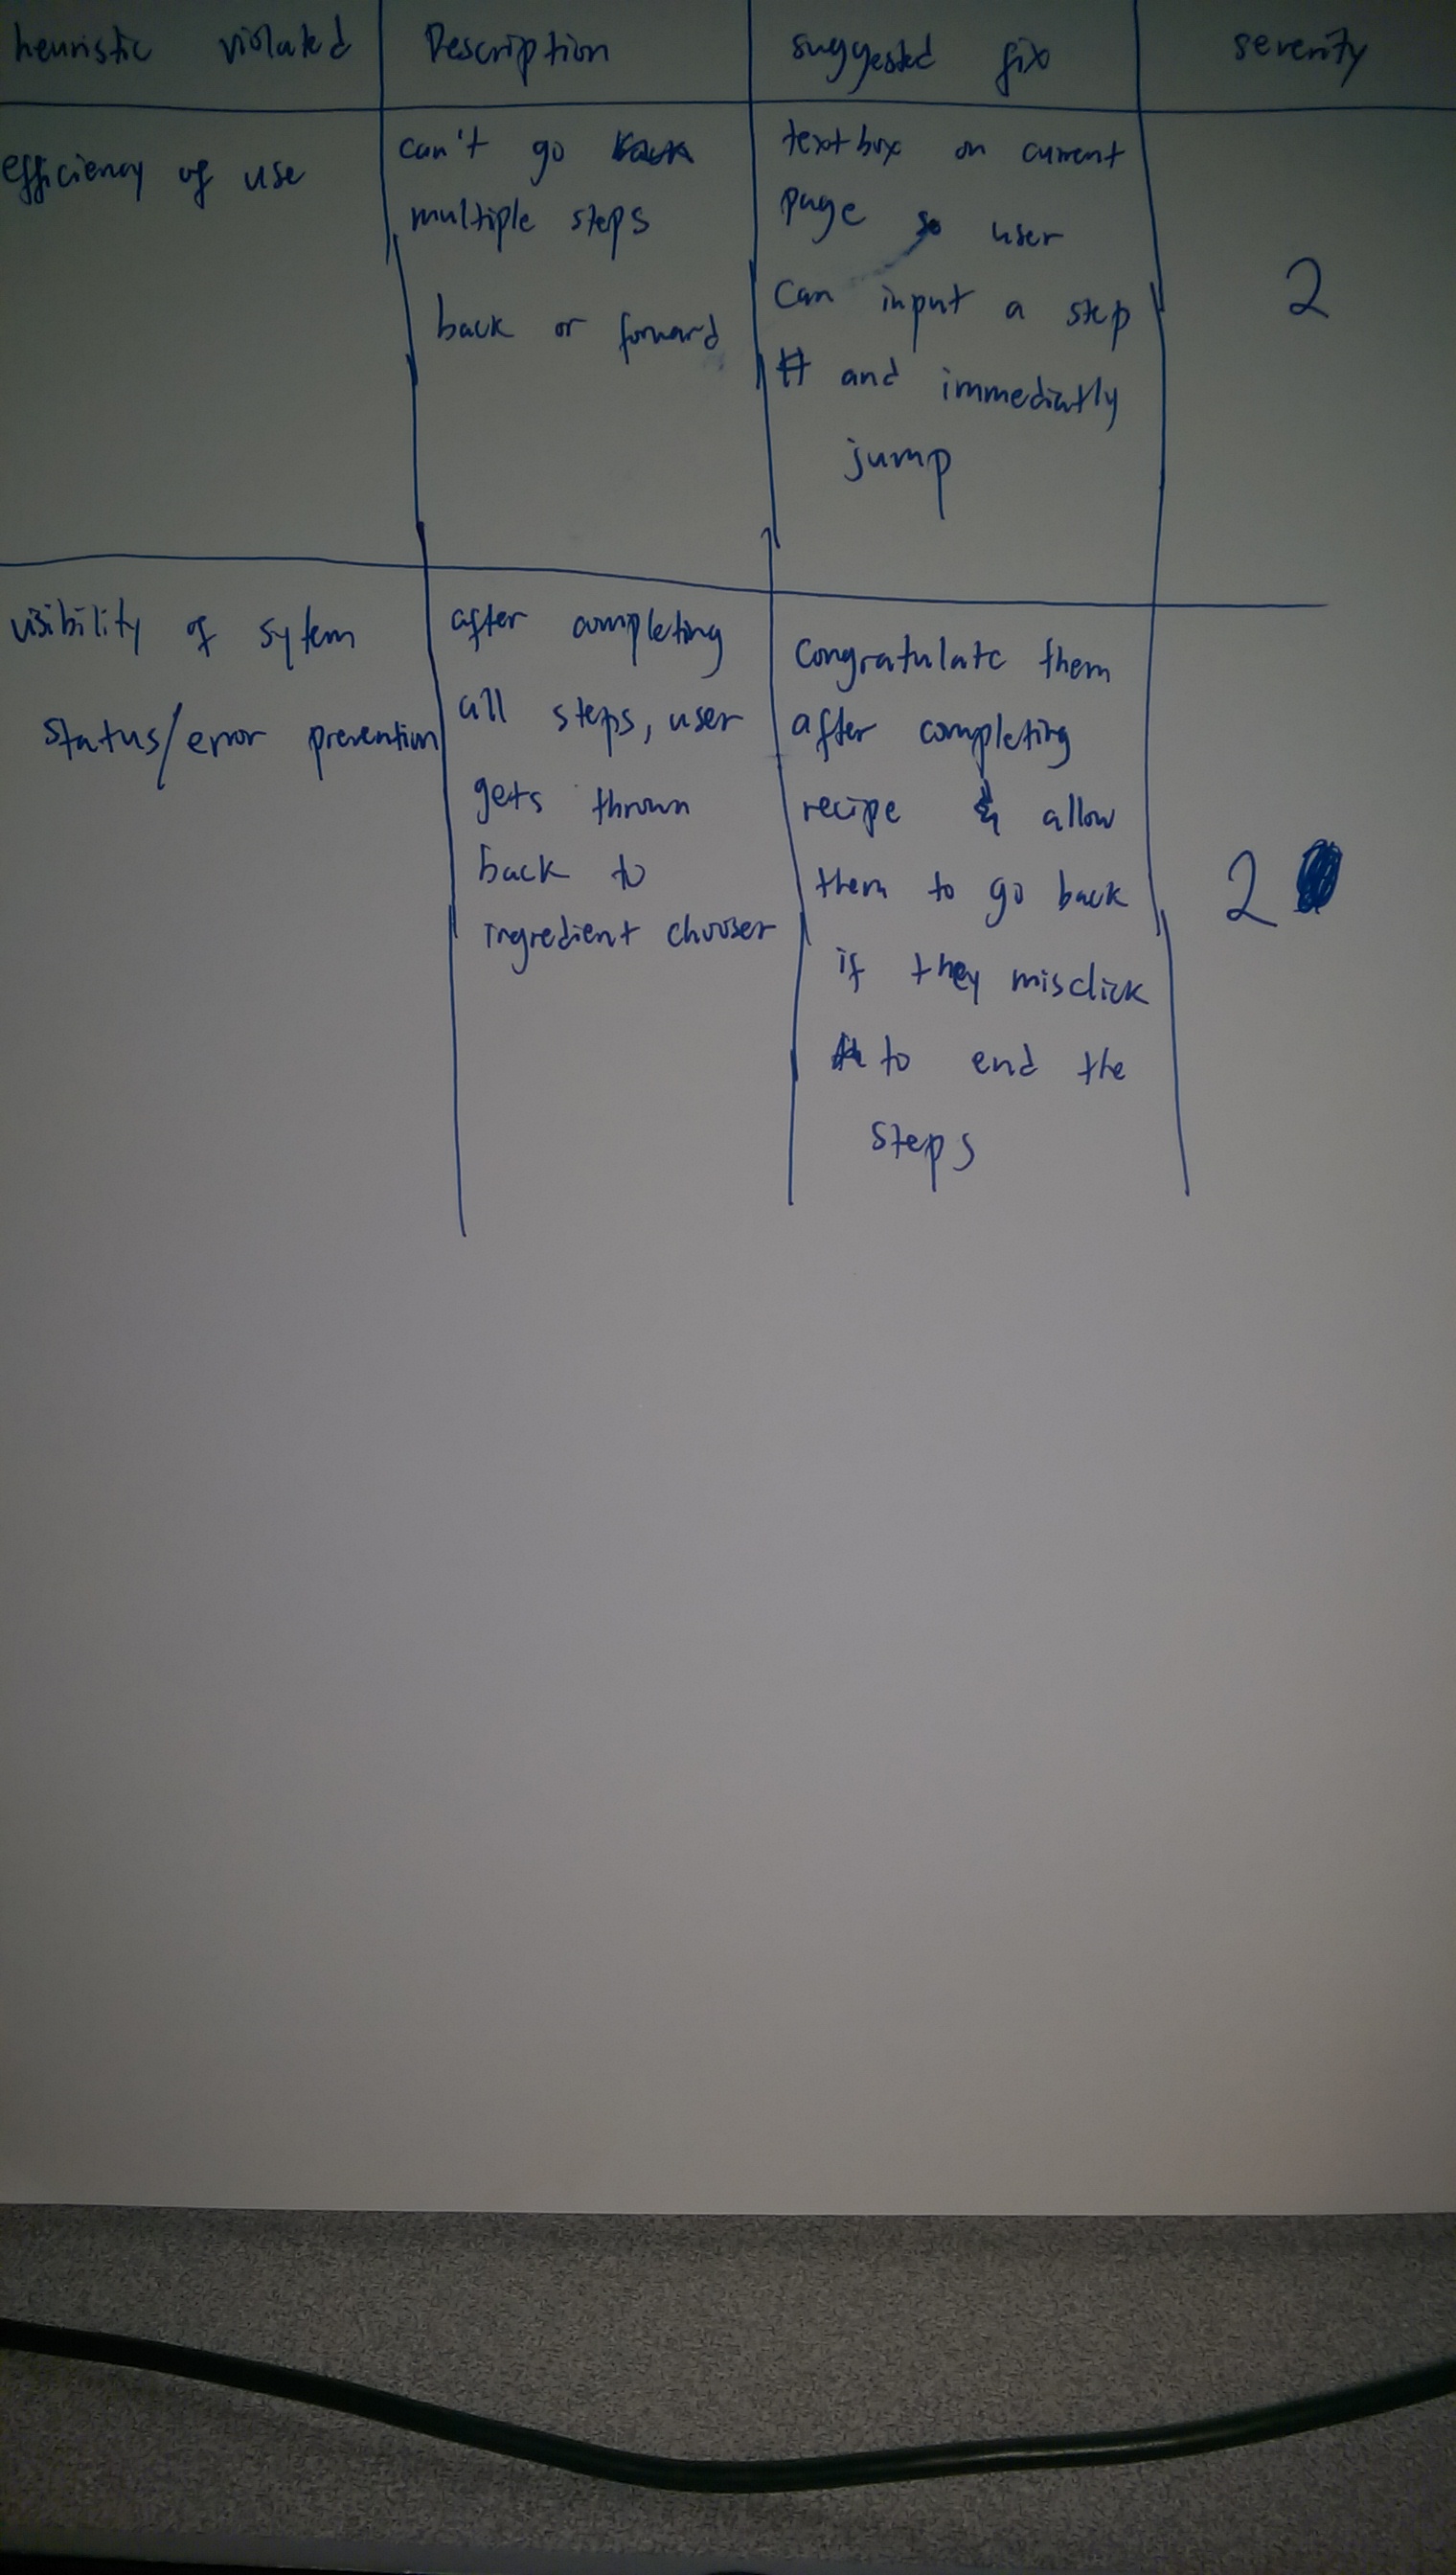 heuristic violated
Description
suggested fix
severity
efficiency of use
can't go
multiple steps
back or forward
textbox on current
page so user
can input a step
# and immediatly
jump
2
visibility of sytem
status/error prevention
after completing
all steps, user
gets thrown
back to
ingredient chooser
congratulate them
after completing
recipe & allow
them to go back
if they misclick
to end the
steps
2